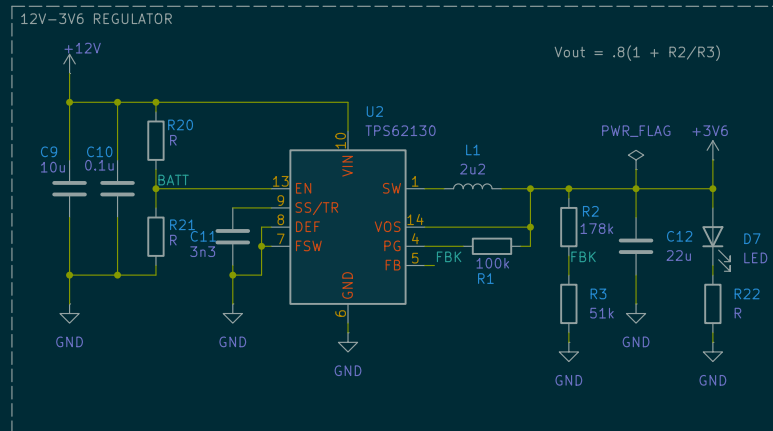 12V-3V6 REGULATOR
+12V
Vout = .8(1 + R2/R3)
U2
TPS62130
R20
R
C9
10u
C10
0.1u
BATT
R21
R
C11
3n3
10
VIN
13
EN
9
SS/TR
8
DEF
7
FSW
SW
1
VOS
14
PG
4
FB
5
GND
6
L1
2u2
FBK
100k
R1
PWR_FLAG
+3V6
R2
178k
FBK
R3
51k
C12
22u
D7
LED
R22
R
GND
GND
GND
GND
GND
GND